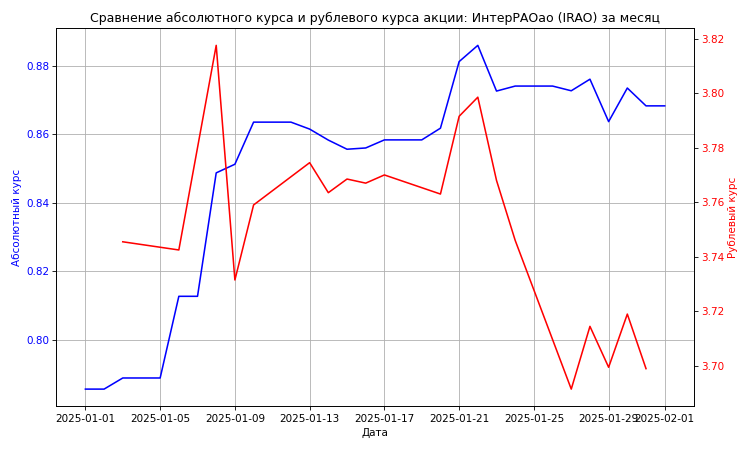 Сравнение абсолютного курса и рублевого курса акции: ИнтерРАОао (IRAO) за месяц
0.88
0.86
0.84
0.82
0.80
Абсолютный курс
3.82
3.80
3.78
3.76
3.74
3.72
3.70
Рублевый курс
2025-01-01 2025-01-05 2025-01-09 2025-01-13 2025-01-17 2025-01-21 2025-01-25 2025-01-29 2025-02-01
Дата